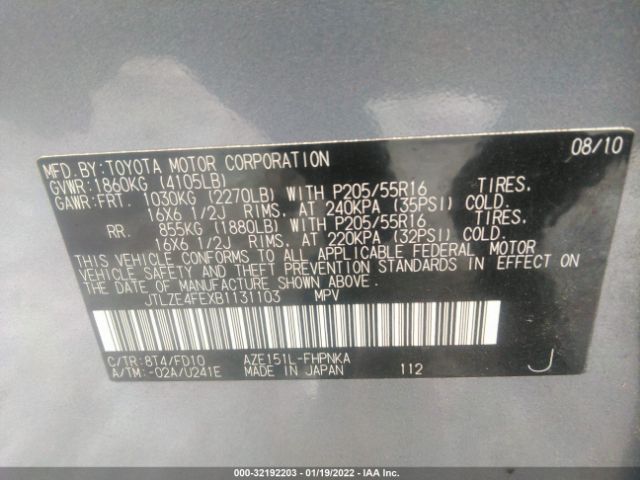 MFD. BY: TOYOTA MOTOR CORPORATION 08/10
GVWR: 1860KG (4105LB)
GAWR: FRT. 1030KG (2270LB) WITH P205/55R16 TIRES.
16X6 1/2J RIMS, AT 240KPA (35PSI) COLD.
RR. 855KG (1880LB) WITH P205/55R16 TIRES.
16X6 1/2J RIMS, AT 220KPA (32PSI) COLD.
THIS VEHICLE CONFORMS TO ALL APPLICABLE FEDERAL MOTOR
VEHICLE SAFETY AND THEFT PREVENTION STANDARDS IN EFFECT ON
THE DATE OF MANUFACTURE SHOWN ABOVE.
JTLZE4FEXB1131103 MPV
C/TR: 8T4/FD10 AZE151L-FHPNKA
A/TM: -02A/U241E MADE IN JAPAN 112 J
000-32192203 - 01/19/2022 - IAA Inc.